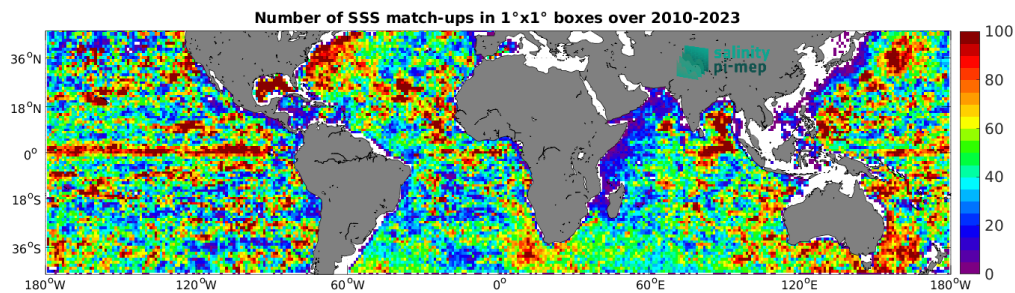 Number of SSS match-ups in 1°x1° boxes over 2010-2023
salinity
pi-mep
100
80
60
40
20
0
36°N
18°N
0°
18°S
36°S
180°W
120°W
60°W
0°
60°E
120°E
180°W